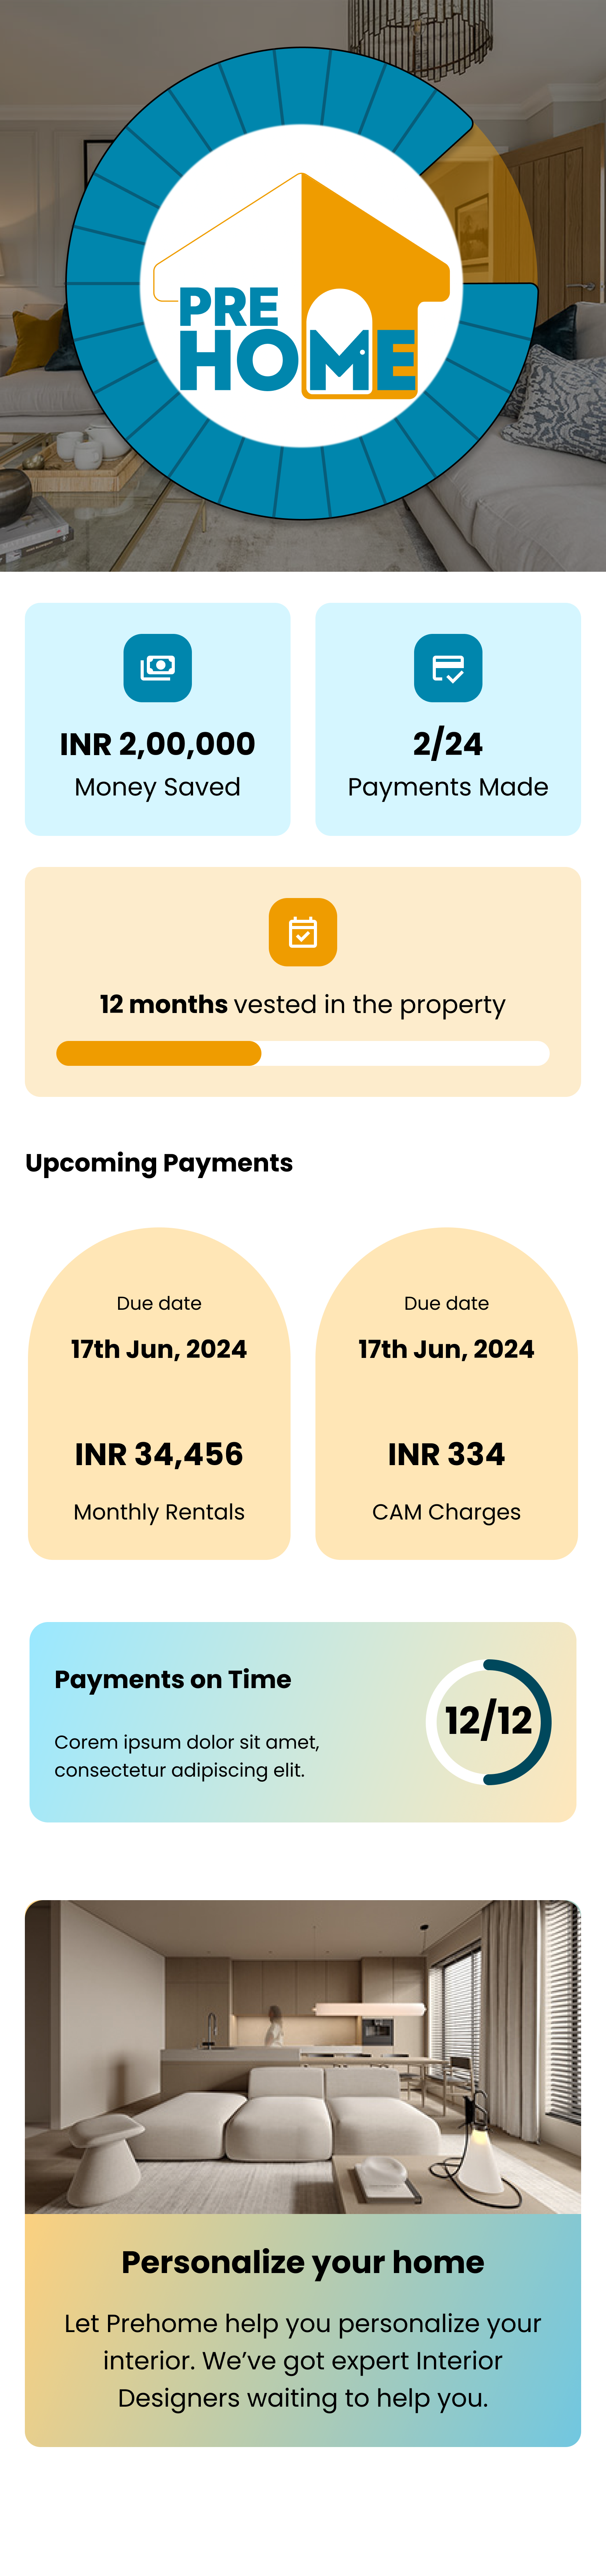 PRE
HOME
INR 2,00,000
Money Saved
2/24
Payments Made
12 months vested in the property
Upcoming Payments
Due date
17th Jun, 2024
INR 34,456
Monthly Rentals
Due date
17th Jun, 2024
INR 334
CAM Charges
Payments on Time
Corem ipsum dolor sit amet,
consectetur adipiscing elit.
12/12
Personalize your home
Let Prehome help you personalize your
interior. We’ve got expert Interior
Designers waiting to help you.